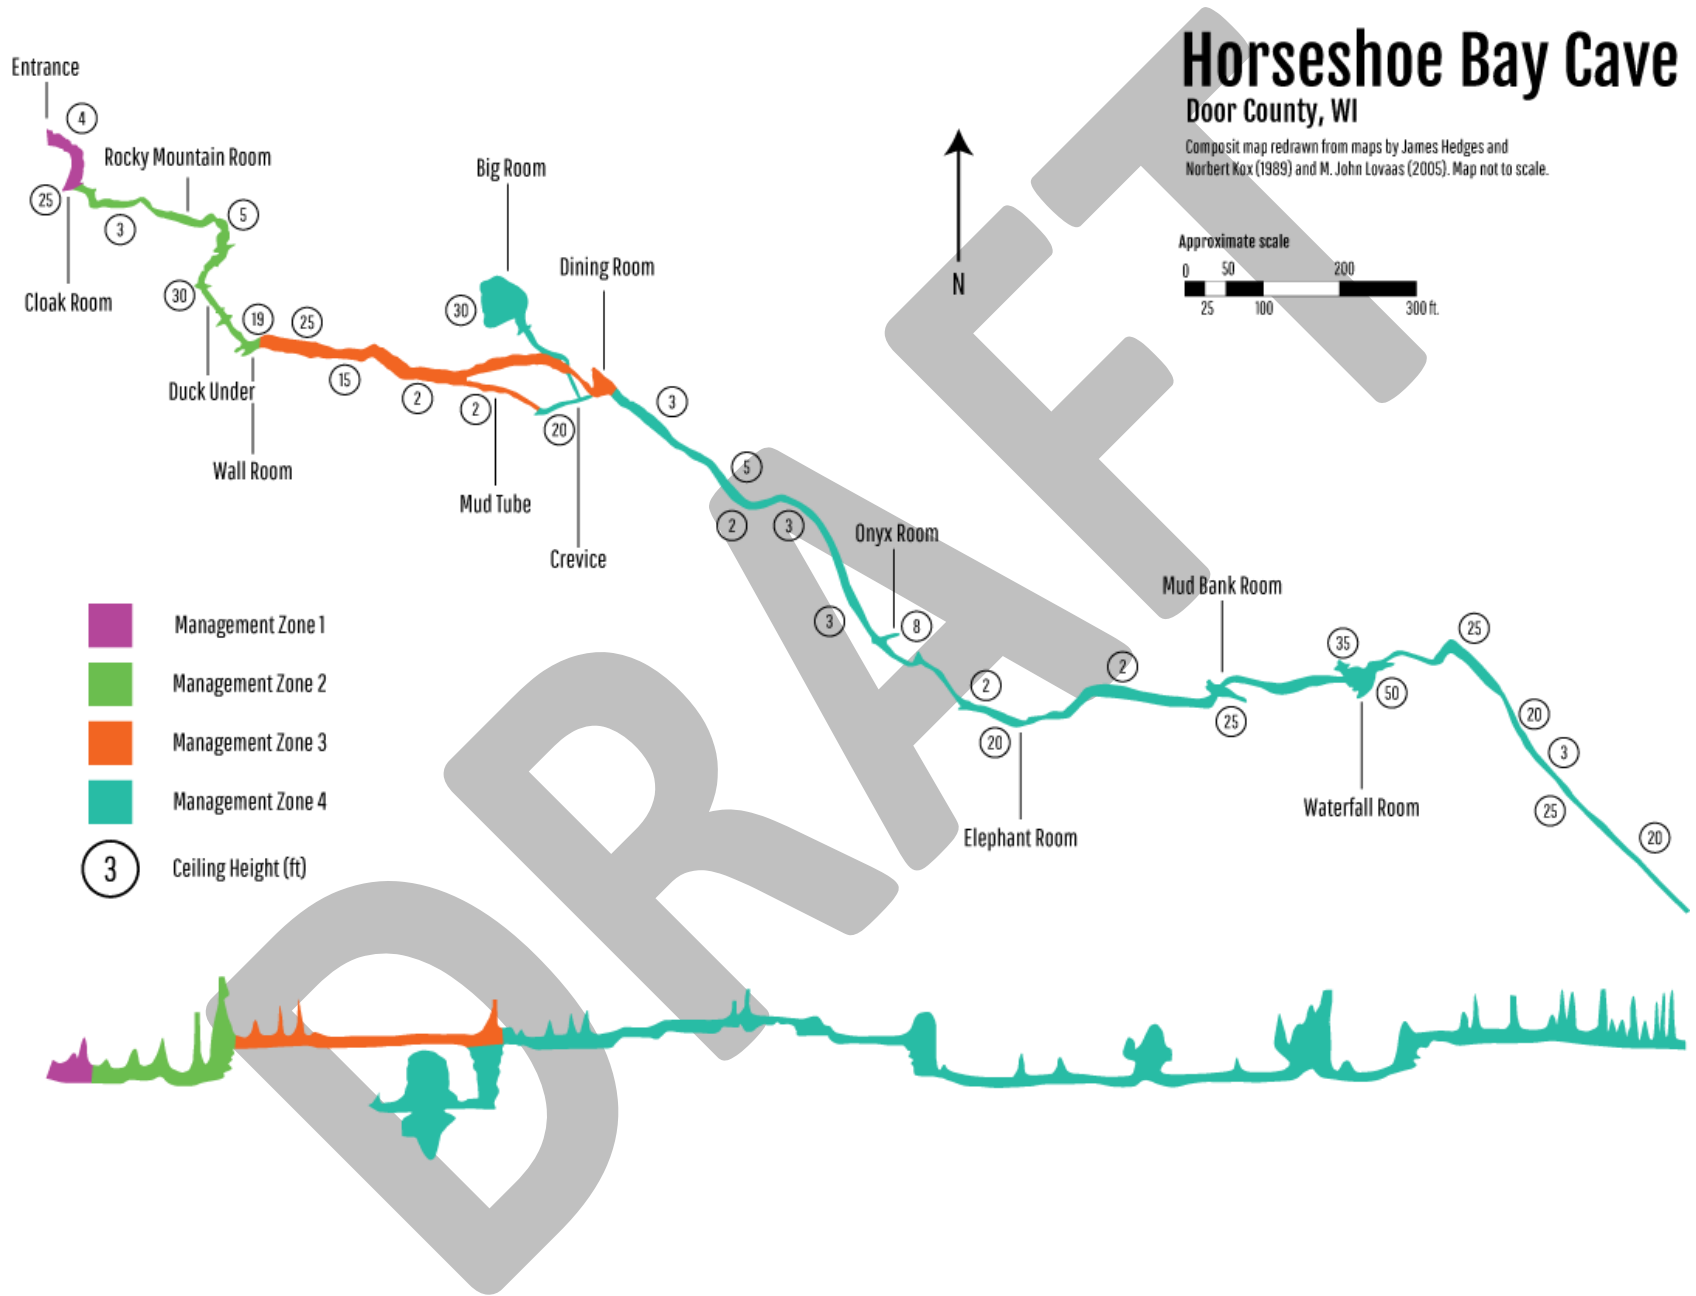 Horseshoe Bay Cave
Door County, WI
Composit map redrawn from maps by James Hedges and
Norbert Kox (1989) and M. John Lovaas (2005). Map not to scale.
Approximate scale
0 50 200
25 100 300 ft.
N
Entrance
4
Rocky Mountain Room
25
3
5
Cloak Room
30
19
25
Duck Under
Wall Room
15
2
2
Mud Tube
Big Room
30
Dining Room
20
Crevice
3
5
2
3
Onyx Room
3
8
2
20
Elephant Room
2
Mud Bank Room
25
35
50
Waterfall Room
25
20
3
25
20
Management Zone 1
Management Zone 2
Management Zone 3
Management Zone 4
3 Ceiling Height (ft)
DRAFT